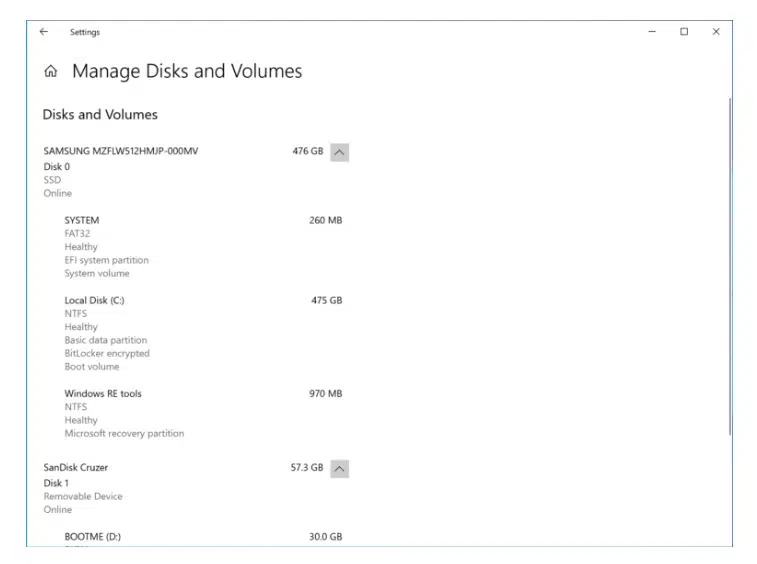 Settings
Manage Disks and Volumes
Disks and Volumes
SAMSUNG MZFLW512HMJP-000MV 476 GB
Disk 0
SSD
Online
SYSTEM 260 MB
FAT32
Healthy
EFI system partition
System volume
Local Disk (C:) 475 GB
NTFS
Healthy
Basic data partition
BitLocker encrypted
Boot volume
Windows RE tools 970 MB
NTFS
Healthy
Microsoft recovery partition
SanDisk Cruzer 57.3 GB
Disk 1
Removable Device
Online
BOOTME (D:) 30.0 GB